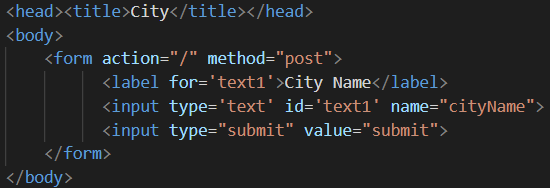 <head><title>City</title></head>
<body>
<form action="/" method="post">
<label for='text1'>City Name</label>
<input type='text' id='text1' name="cityName">
<input type="submit" value="submit">
</form>
</body>